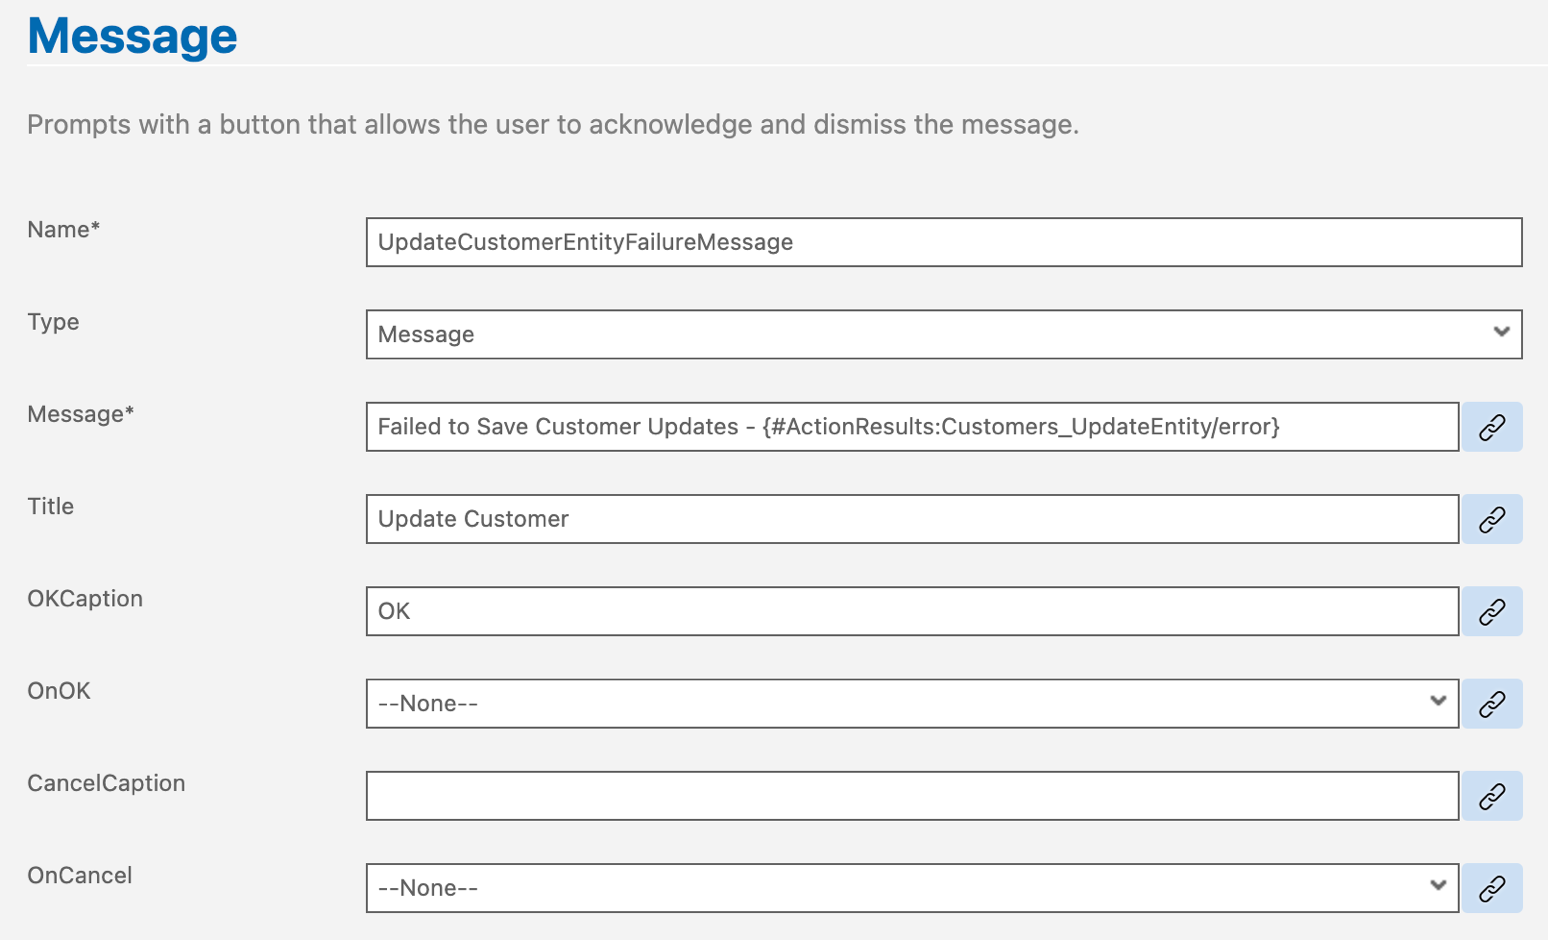 Message
Prompts with a button that allows the user to acknowledge and dismiss the message.
Name*
UpdateCustomerEntityFailureMessage
Type
Message
Message*
Failed to Save Customer Updates - {#ActionResults:Customers_UpdateEntity/error}
Title
Update Customer
OKCaption
OK
OnOK
--None--
CancelCaption
OnCancel
--None--